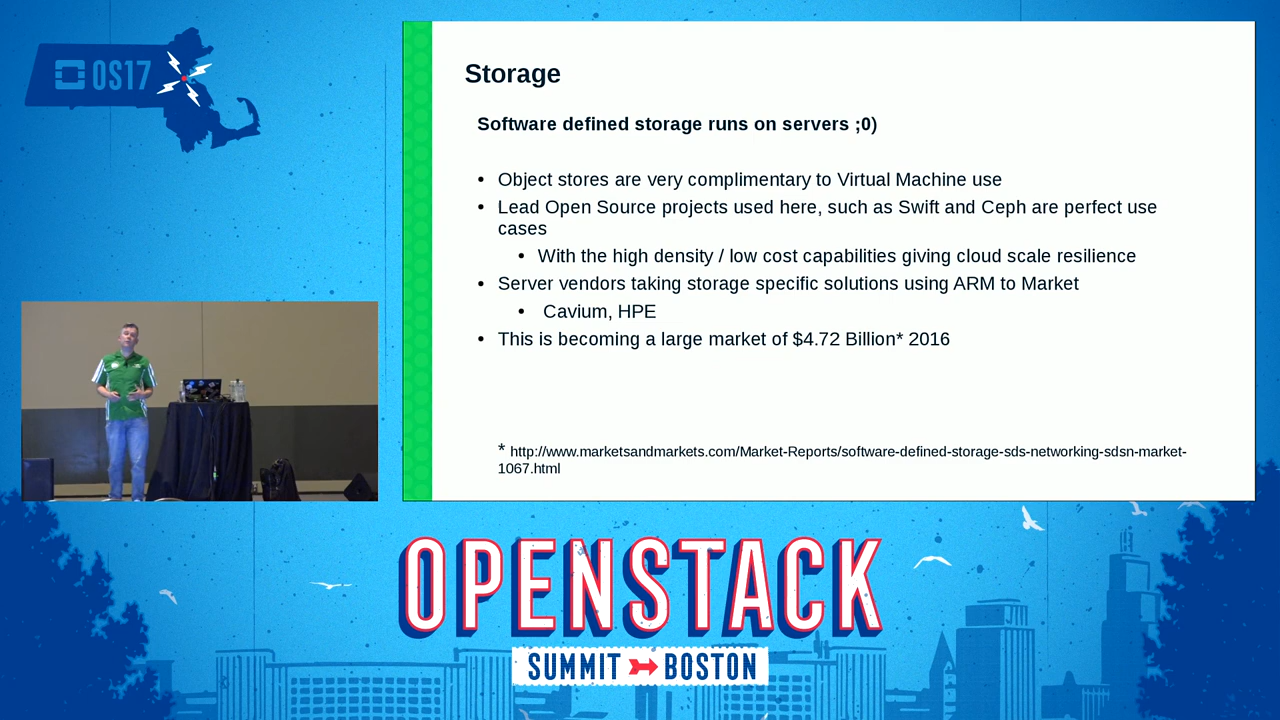 OS17
Storage
Software defined storage runs on servers ;0)
• Object stores are very complimentary to Virtual Machine use
• Lead Open Source projects used here, such as Swift and Ceph are perfect use
cases
• With the high density / low cost capabilities giving cloud scale resilience
• Server vendors taking storage specific solutions using ARM to Market
• Cavium, HPE
• This is becoming a large market of $4.72 Billion* 2016
* http://www.marketsandmarkets.com/Market-Reports/software-defined-storage-sds-networking-sdsn-market-
1067.html
OPENSTACK
SUMMIT BOSTON